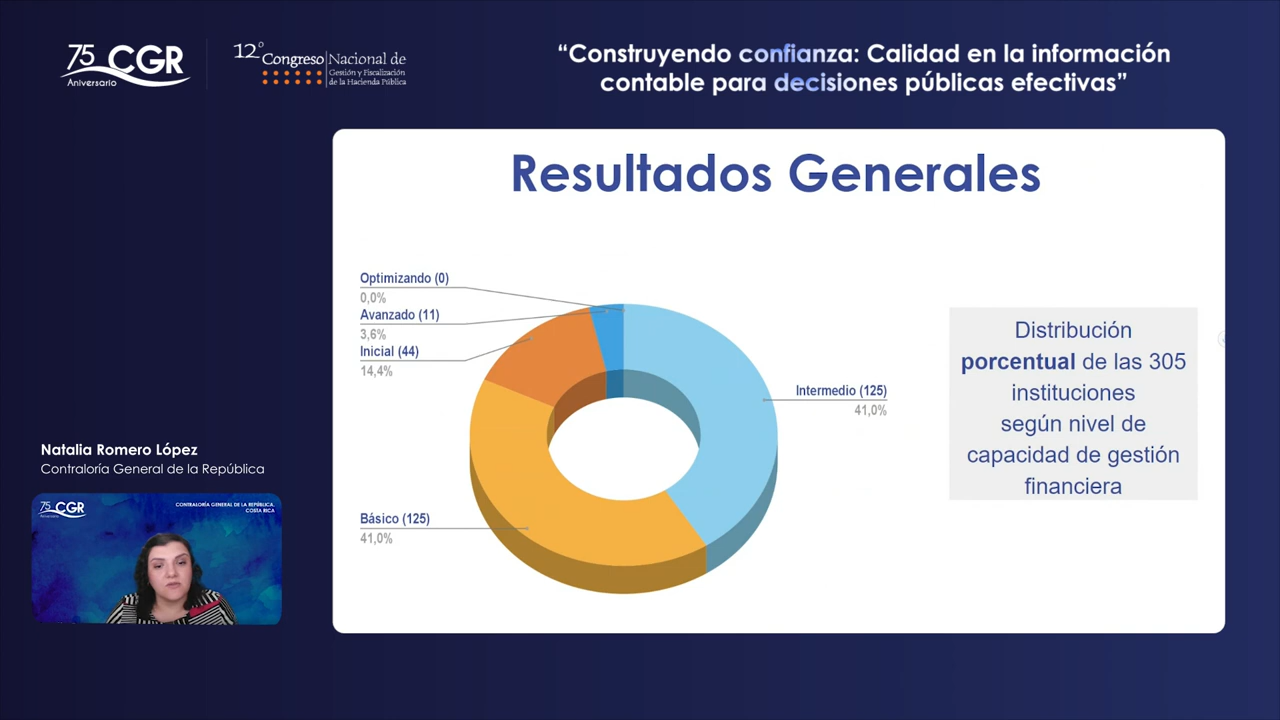 75 CGR
Aniversario
12° Congreso Nacional de
Gestión y Fiscalización
de la Hacienda Pública
“Construyendo confianza: Calidad en la información
contable para decisiones públicas efectivas”
Resultados Generales
Optimizando (0)
0,0%
Avanzado (11)
3,6%
Inicial (44)
14,4%
Intermedio (125)
41,0%
Básico (125)
41,0%
Distribución
porcentual de las 305
instituciones
según nivel de
capacidad de gestión
financiera
Natalia Romero López
Contraloría General de la República
75 CGR
Aniversario
CONTRALORÍA GENERAL DE LA REPÚBLICA,
COSTA RICA